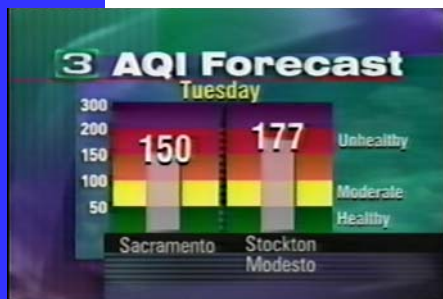 3 AQI Forecast
Tuesday
300
200
150
100
50
150
177
Unhealthy
Moderate
Healthy
Sacramento
Stockton
Modesto